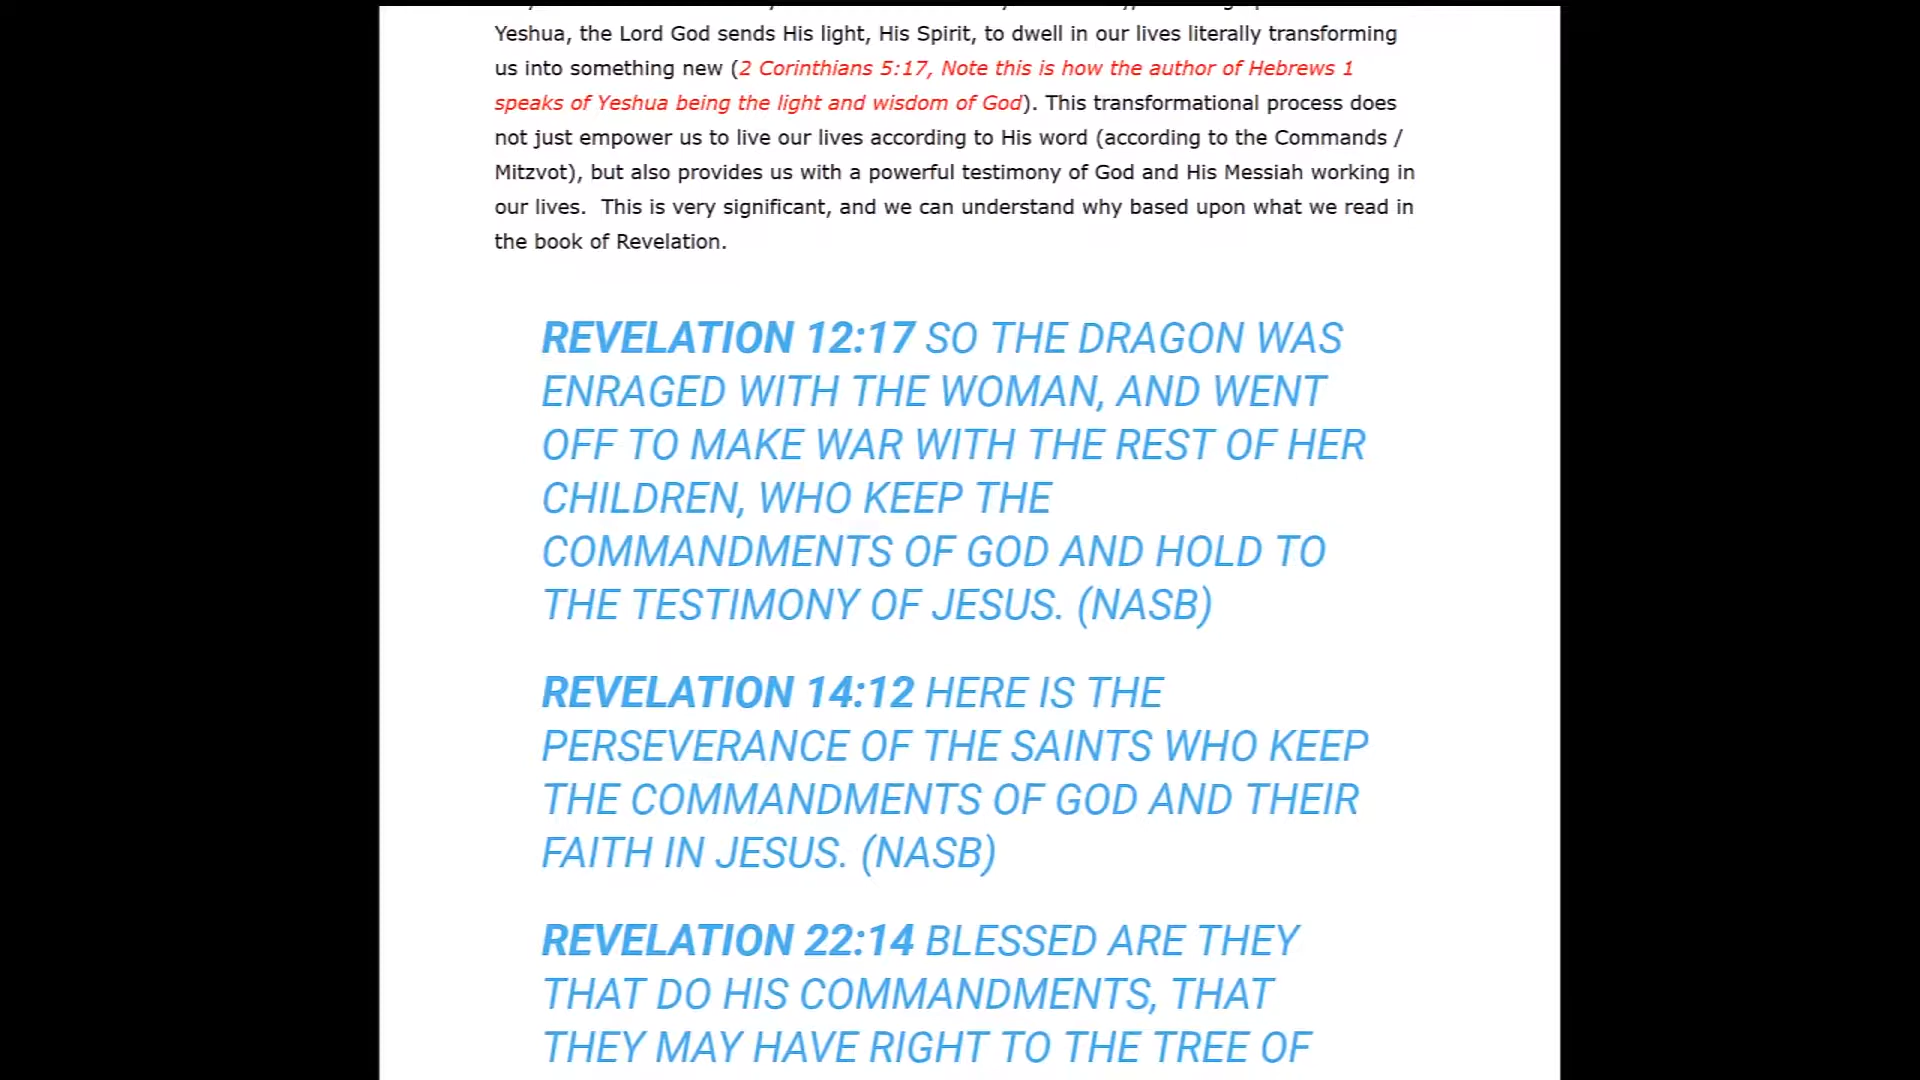 Yeshua, the Lord God sends His light, His Spirit, to dwell in our lives literally transforming
us into something new (2 Corinthians 5:17, Note this is how the author of Hebrews 1
speaks of Yeshua being the light and wisdom of God). This transformational process does
not just empower us to live our lives according to His word (according to the Commands /
Mitzvot), but also provides us with a powerful testimony of God and His Messiah working in
our lives.  This is very significant, and we can understand why based upon what we read in
the book of Revelation.
REVELATION 12:17 SO THE DRAGON WAS
ENRAGED WITH THE WOMAN, AND WENT
OFF TO MAKE WAR WITH THE REST OF HER
CHILDREN, WHO KEEP THE
COMMANDMENTS OF GOD AND HOLD TO
THE TESTIMONY OF JESUS. (NASB)
REVELATION 14:12 HERE IS THE
PERSEVERANCE OF THE SAINTS WHO KEEP
THE COMMANDMENTS OF GOD AND THEIR
FAITH IN JESUS. (NASB)
REVELATION 22:14 BLESSED ARE THEY
THAT DO HIS COMMANDMENTS, THAT
THEY MAY HAVE RIGHT TO THE TREE OF